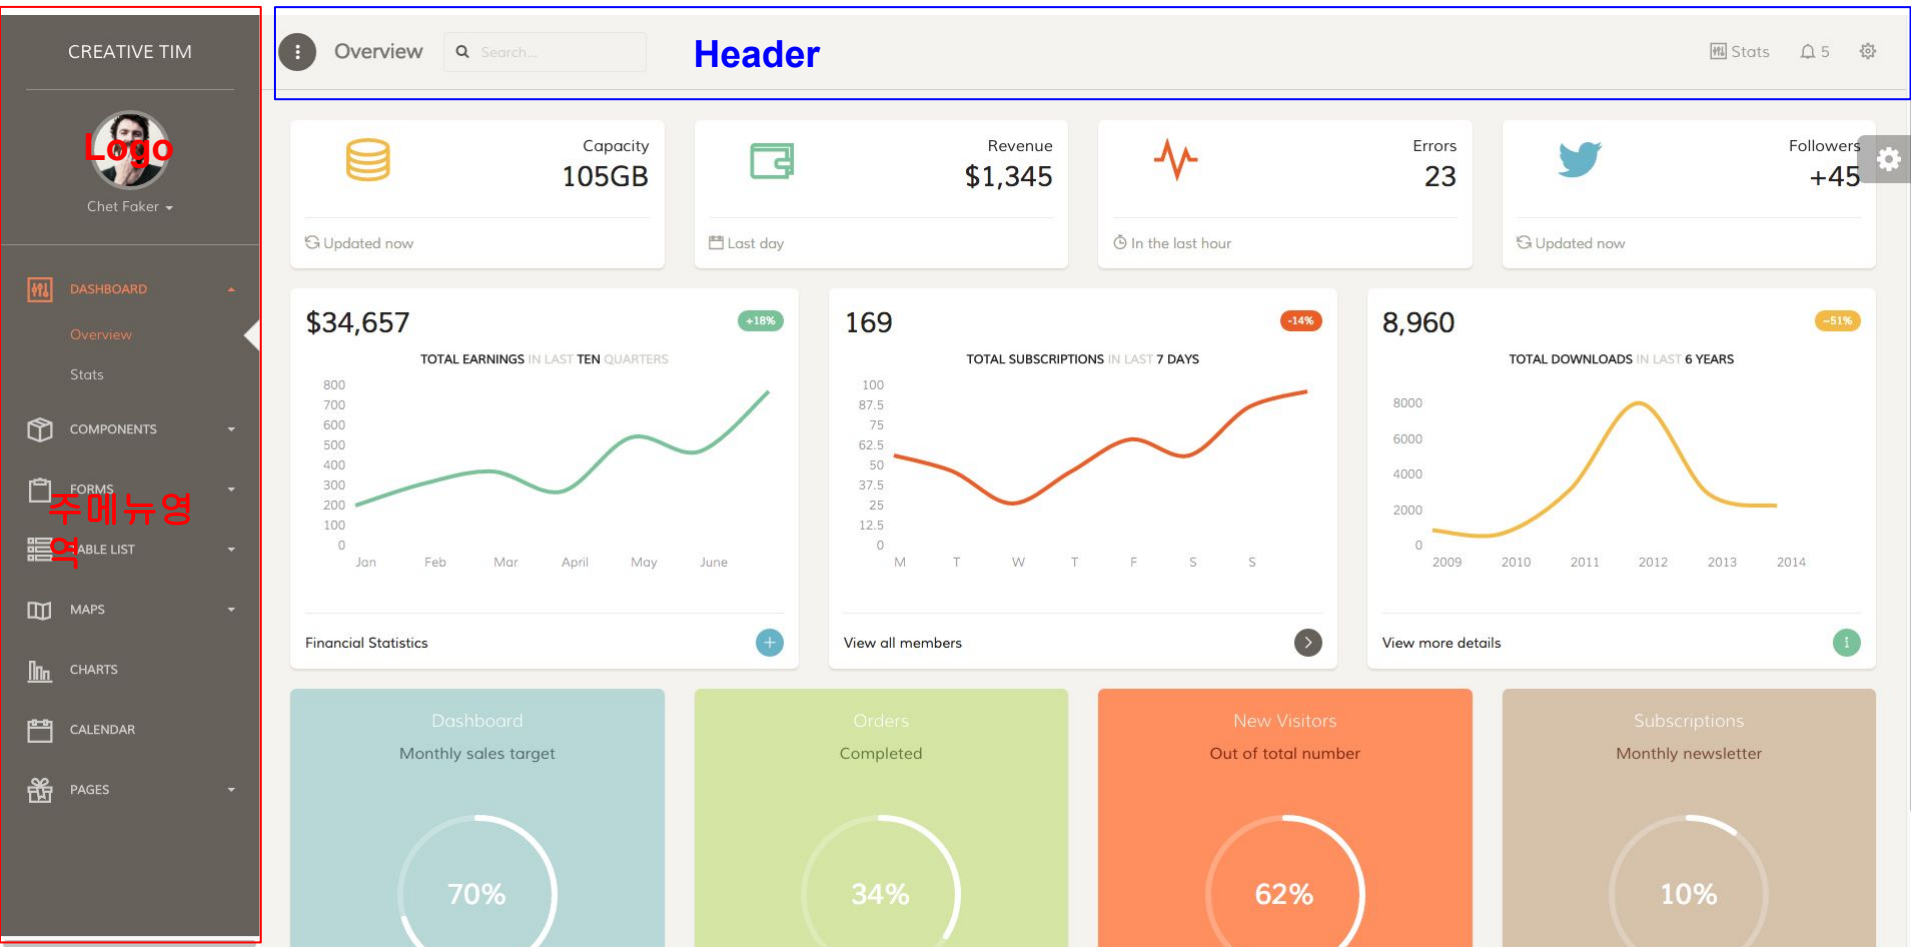 CREATIVE TIM
Logo
Chet Faker
DASHBOARD
Overview
Stats
COMPONENTS
FORMS
주메뉴영
역
TABLE LIST
MAPS
CHARTS
CALENDAR
PAGES
Overview
Search...
Header
Stats
5
Capacity
105GB
Updated now
Revenue
$1,345
Last day
Errors
23
In the last hour
Followers
+45
Updated now
$34,657
+18%
TOTAL EARNINGS IN LAST TEN QUARTERS
800
700
600
500
400
300
200
100
0
Jan Feb Mar April May June
Financial Statistics
169
-14%
TOTAL SUBSCRIPTIONS IN LAST 7 DAYS
100
87.5
75
62.5
50
37.5
25
12.5
0
M T W T F S S
View all members
8,960
~51%
TOTAL DOWNLOADS IN LAST 6 YEARS
8000
6000
4000
2000
0
2009 2010 2011 2012 2013 2014
View more details
Dashboard
Monthly sales target
70%
Orders
Completed
34%
New Visitors
Out of total number
62%
Subscriptions
Monthly newsletter
10%